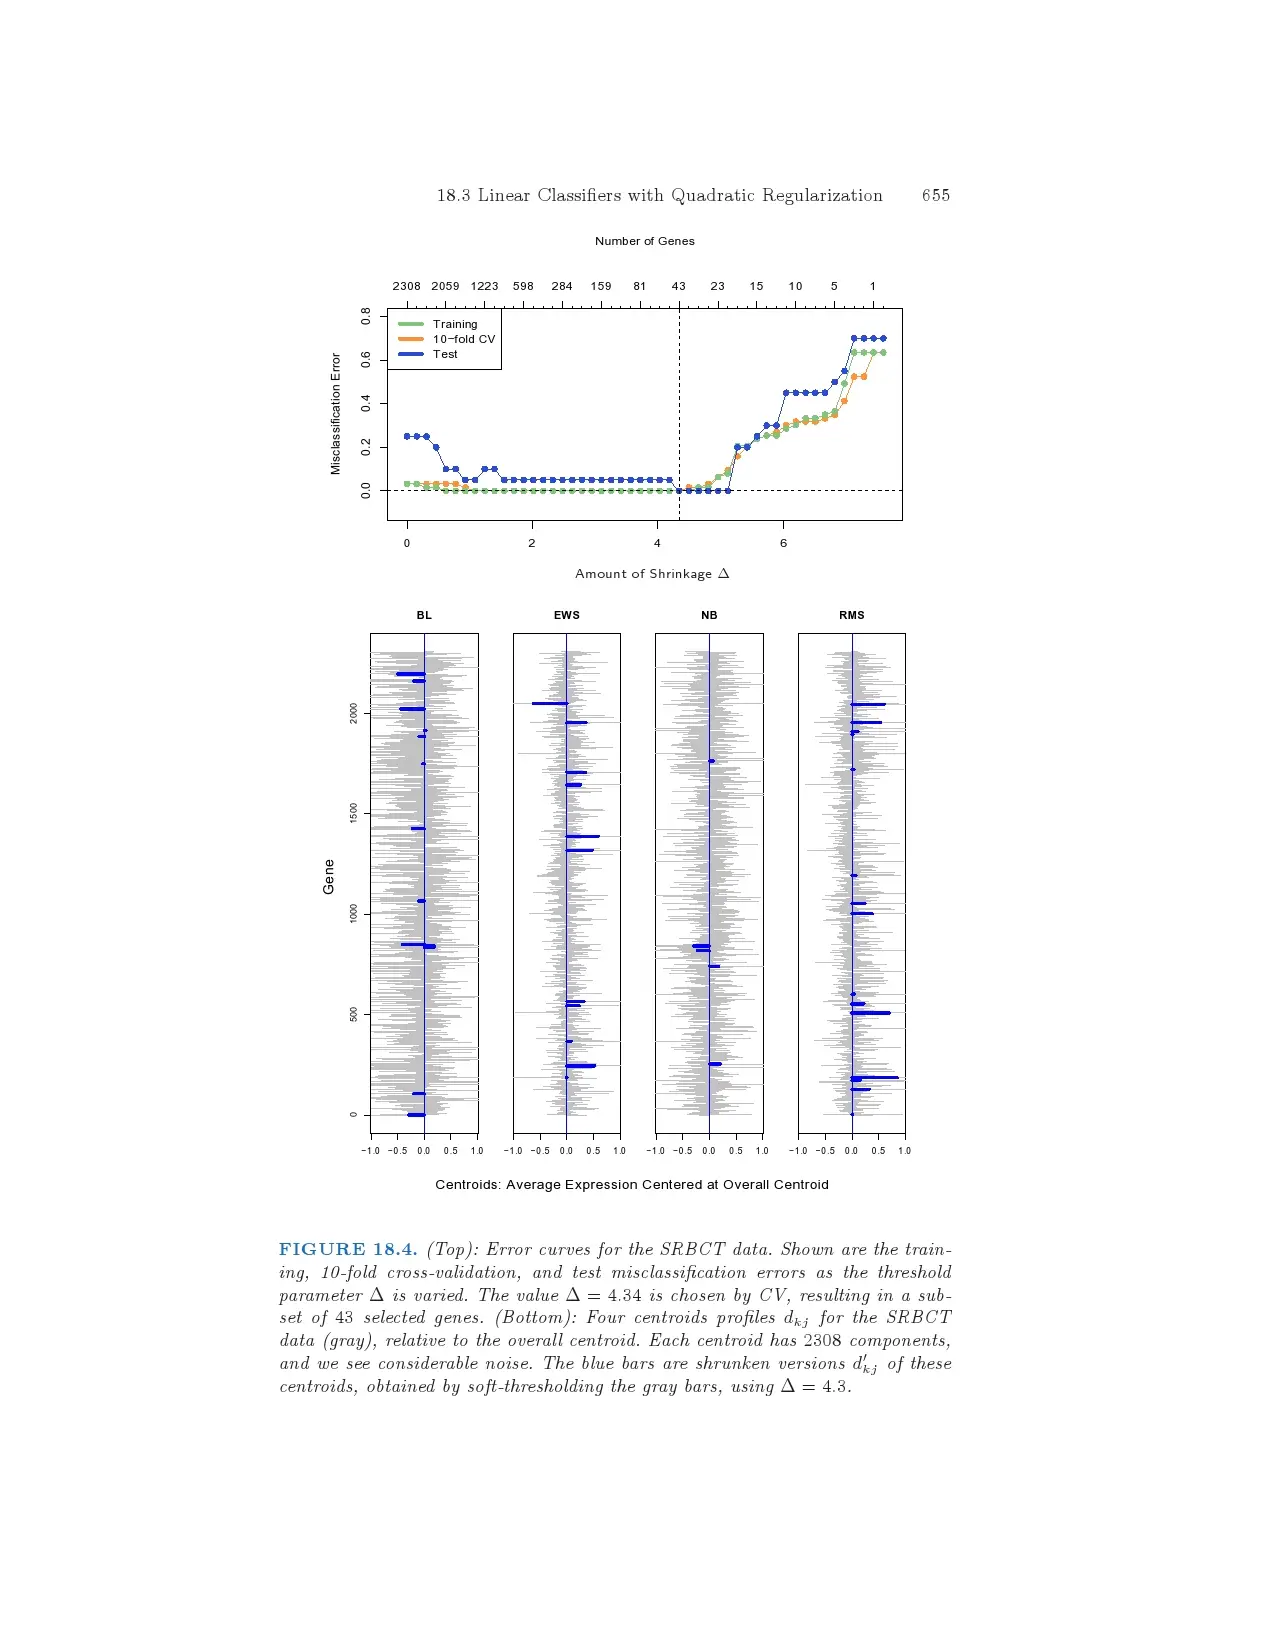 18.3 Linear Classifiers with Quadratic Regularization 655
Number of Genes
2308 2059 1223 598 284 159 81 43 23 15 10 5 1
Misclassification Error
0.8
0.6
0.4
0.2
0.0
Training
10−fold CV
Test
0 2 4 6
Amount of Shrinkage Δ
BL EWS NB RMS
Gene
2000
1500
1000
500
0
−1.0 −0.5 0.0 0.5 1.0 −1.0 −0.5 0.0 0.5 1.0 −1.0 −0.5 0.0 0.5 1.0 −1.0 −0.5 0.0 0.5 1.0
Centroids: Average Expression Centered at Overall Centroid
FIGURE 18.4. (Top): Error curves for the SRBCT data. Shown are the train-
ing, 10-fold cross-validation, and test misclassification errors as the threshold
parameter Δ is varied. The value Δ = 4.34 is chosen by CV, resulting in a sub-
set of 43 selected genes. (Bottom): Four centroids profiles dkj for the SRBCT
data (gray), relative to the overall centroid. Each centroid has 2308 components,
and we see considerable noise. The blue bars are shrunken versions d′kj of these
centroids, obtained by soft-thresholding the gray bars, using Δ = 4.3.